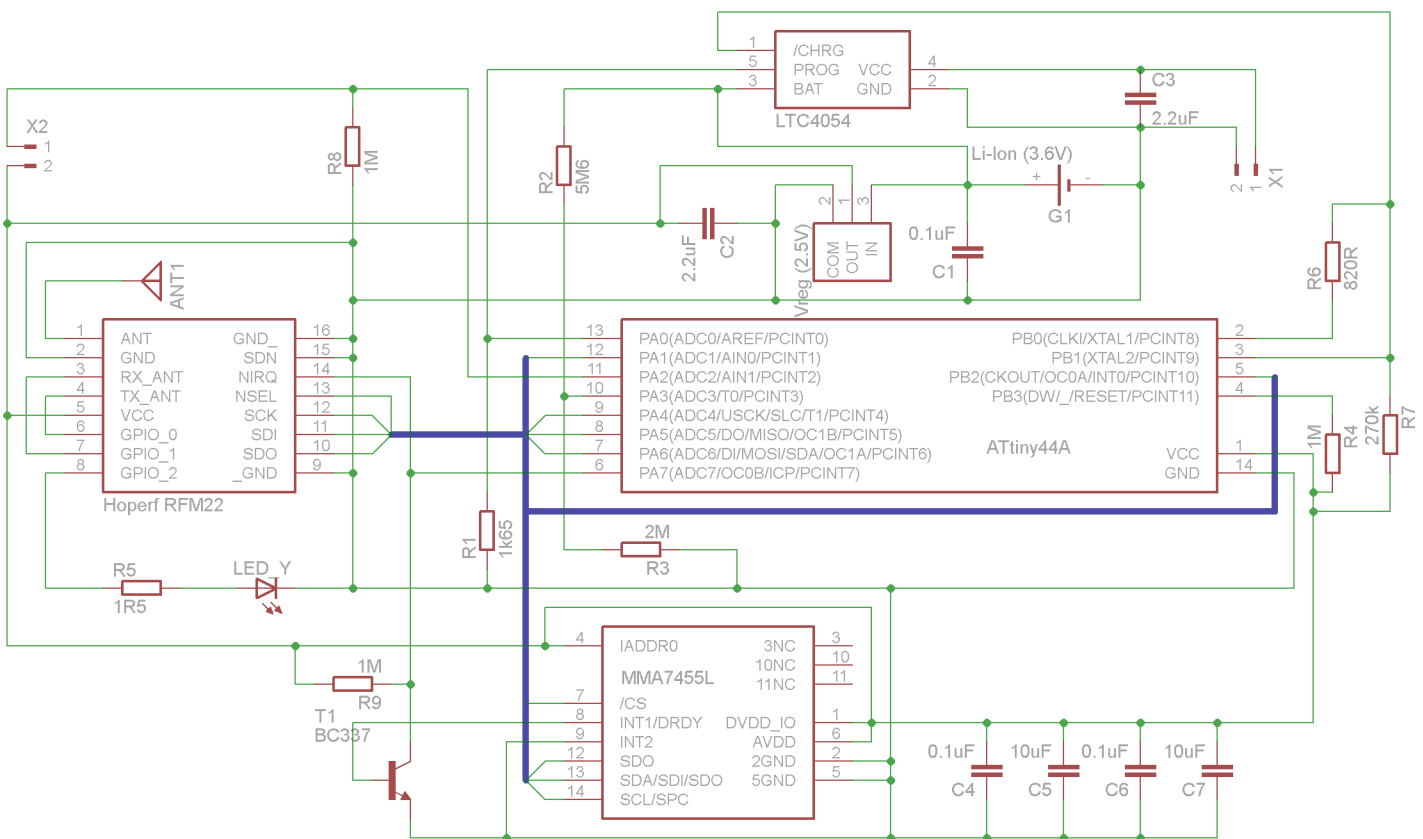 1 /CHRG
5 PROG VCC 4
3 BAT GND 2
LTC4054
C3
2.2uF
X2
1
2
R8
1M
R2
5M6
Li-Ion (3.6V)
+ -
G1
2 1
X1
2 1 3
COM OUT IN
Vreg (2.5V)
2.2uF
C2
0.1uF
C1
R6
820R
ANT1
1 ANT GND_ 16
2 GND SDN 15
3 RX_ANT NIRQ 14
4 TX_ANT NSEL 13
5 VCC SCK 12
6 GPIO_0 SDI 11
7 GPIO_1 SDO 10
8 GPIO_2 _GND 9
Hoperf RFM22
13 PA0(ADC0/AREF/PCINT0) PB0(CLKI/XTAL1/PCINT8) 2
12 PA1(ADC1/AIN0/PCINT1) PB1(XTAL2/PCINT9) 3
11 PA2(ADC2/AIN1/PCINT2) PB2(CKOUT/OC0A/INT0/PCINT10) 5
10 PA3(ADC3/T0/PCINT3) PB3(DW/_/RESET/PCINT11) 4
9 PA4(ADC4/USCK/SLC/T1/PCINT4)
8 PA5(ADC5/DO/MISO/OC1B/PCINT5)
7 PA6(ADC6/DI/MOSI/SDA/OC1A/PCINT6) VCC 1
6 PA7(ADC7/OC0B/ICP/PCINT7) GND 14
ATtiny44A
1M
R4
270k
R7
R1
1k65
2M
R3
R5
1R5
LED_Y
4 IADDR0 3NC 3
10NC 10
11NC 11
MMA7455L
7 /CS
8 INT1/DRDY DVDD_IO 1
9 INT2 AVDD 6
12 SDO 2GND 2
13 SDA/SDI/SDO 5GND 5
14 SCL/SPC
1M
R9
T1
BC337
0.1uF
C4
10uF
C5
0.1uF
C6
10uF
C7